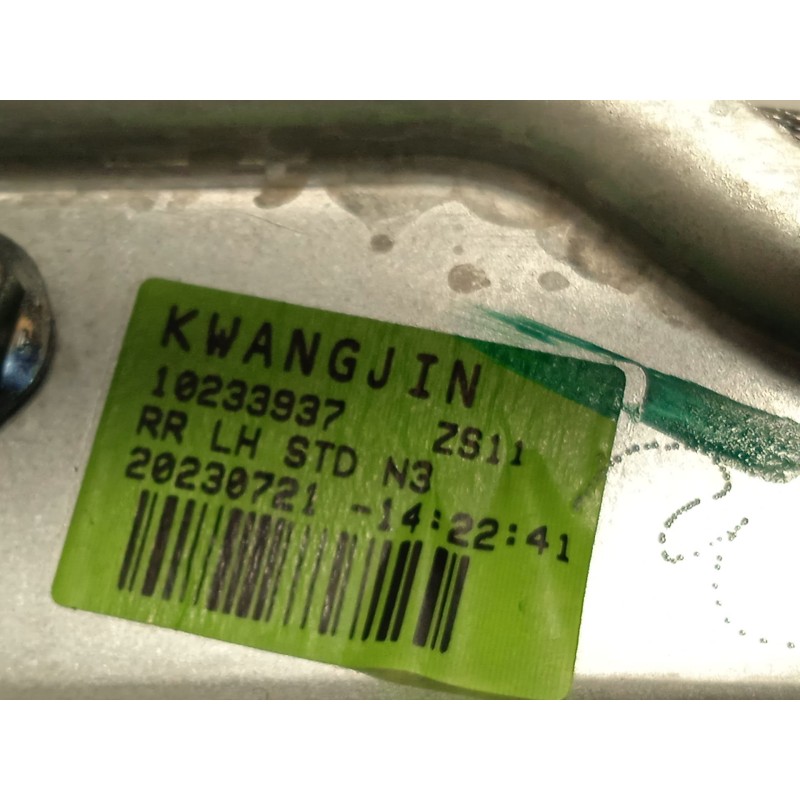 KWANGJIN
10233937 ZS11
RR LH STD N3
20230721 -14:22:41